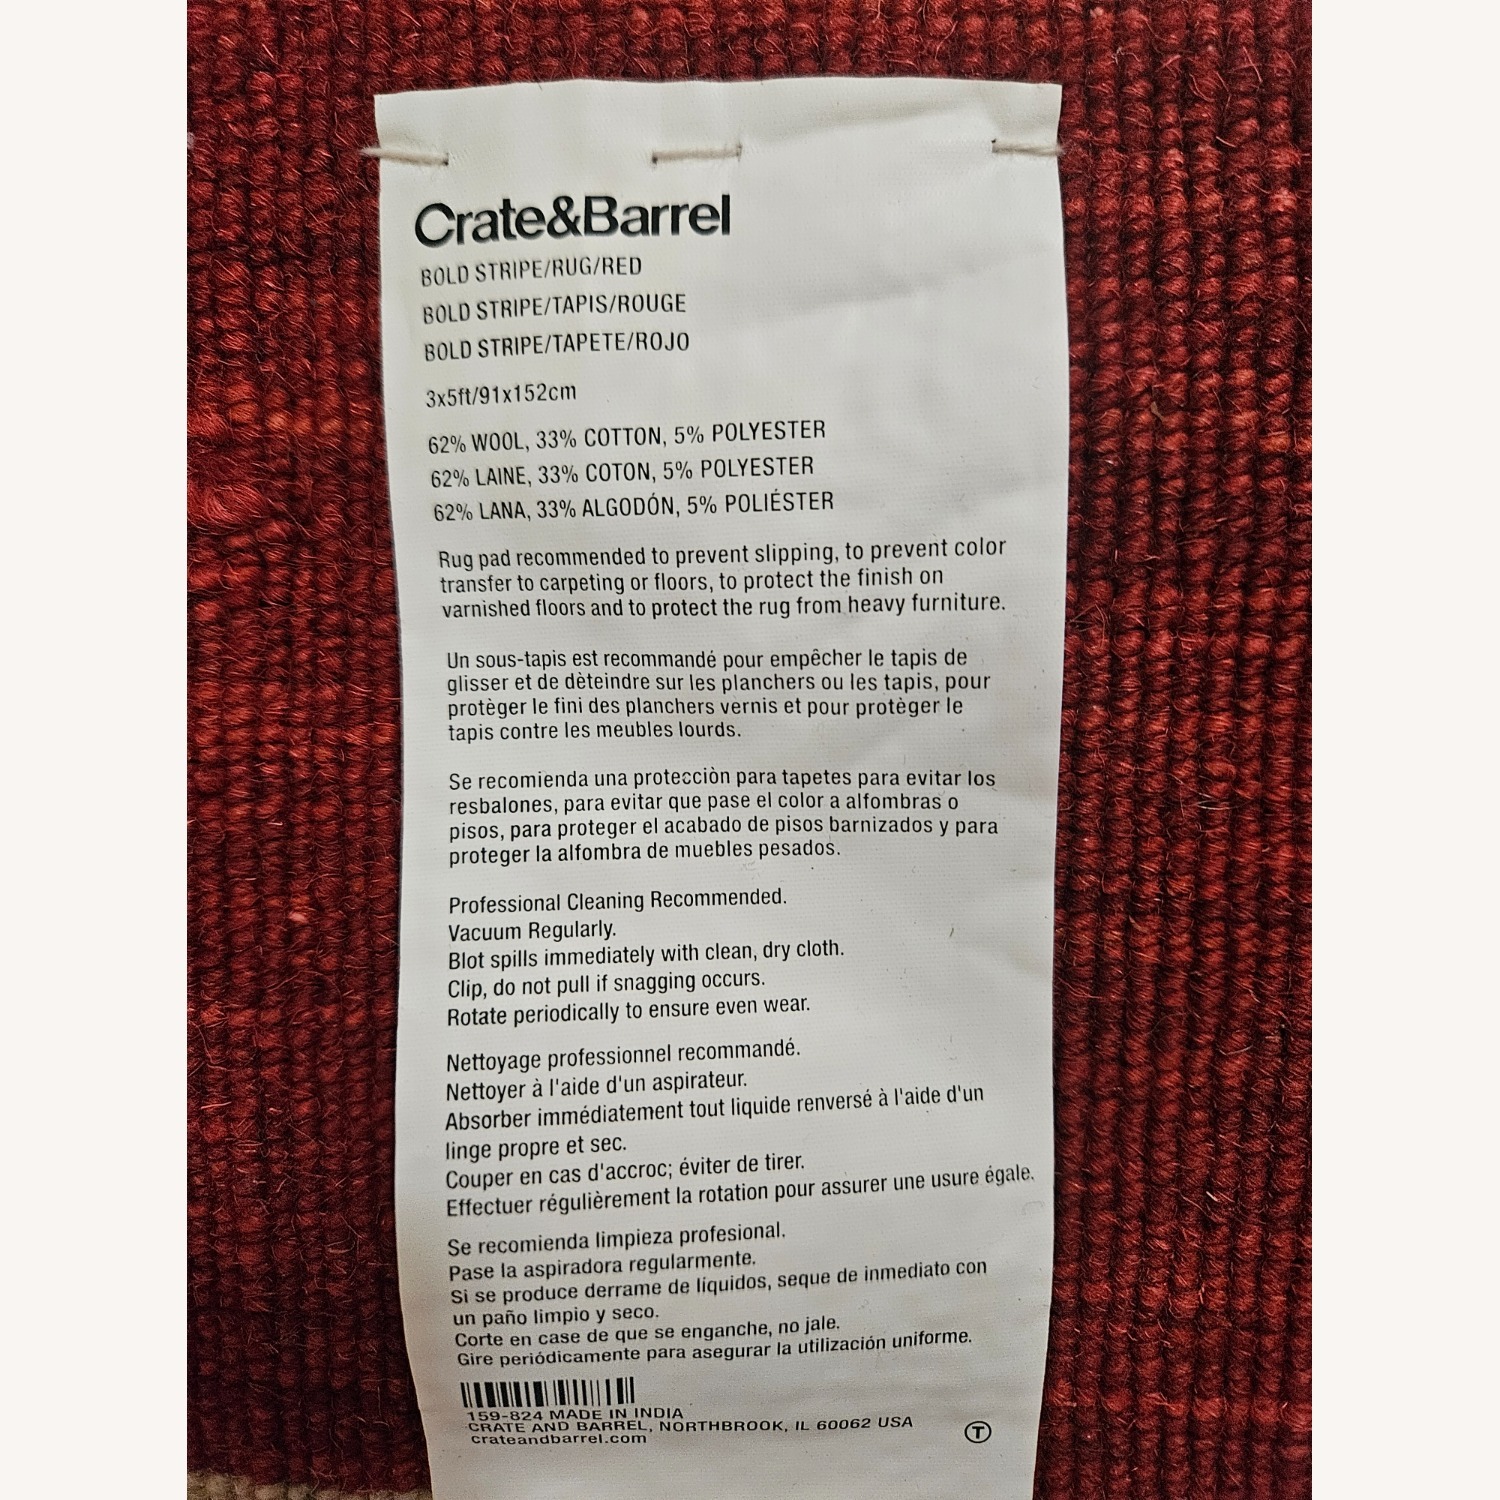 Crate&Barrel
BOLD STRIPE/RUG/RED
BOLD STRIPE/TAPIS/ROUGE
BOLD STRIPE/TAPETE/ROJO
3x5ft/91x152cm
62% WOOL, 33% COTTON, 5% POLYESTER
62% LAINE, 33% COTON, 5% POLYESTER
62% LANA, 33% ALGODÓN, 5% POLIÉSTER
Rug pad recommended to prevent slipping, to prevent color
transfer to carpeting or floors, to protect the finish on
varnished floors and to protect the rug from heavy furniture.
Un sous-tapis est recommandé pour empêcher le tapis de
glisser et de dèteindre sur les planchers ou les tapis, pour
protèger le fini des planchers vernis et pour protèger le
tapis contre les meubles lourds.
Se recomienda una protecciòn para tapetes para evitar los
resbalones, para evitar que pase el color a alfombras o
pisos, para proteger el acabado de pisos barnizados y para
proteger la alfombra de muebles pesados.
Professional Cleaning Recommended.
Vacuum Regularly.
Blot spills immediately with clean, dry cloth.
Clip, do not pull if snagging occurs.
Rotate periodically to ensure even wear.
Nettoyage professionnel recommandé.
Nettoyer à l'aide d'un aspirateur.
Absorber immédiatement tout liquide renversé à l'aide d'un
linge propre et sec.
Couper en cas d'accroc; éviter de tirer.
Effectuer régulièrement la rotation pour assurer une usure égale.
Se recomienda limpieza profesional.
Pase la aspiradora regularmente.
Si se produce derrame de líquidos, seque de inmediato con
un paño limpio y seco.
Corte en case de que se enganche, no jale.
Gire periódicamente para asegurar la utilización uniforme.
159-824 MADE IN INDIA
CRATE AND BARREL, NORTHBROOK, IL 60062 USA
crateandbarrel.com
T